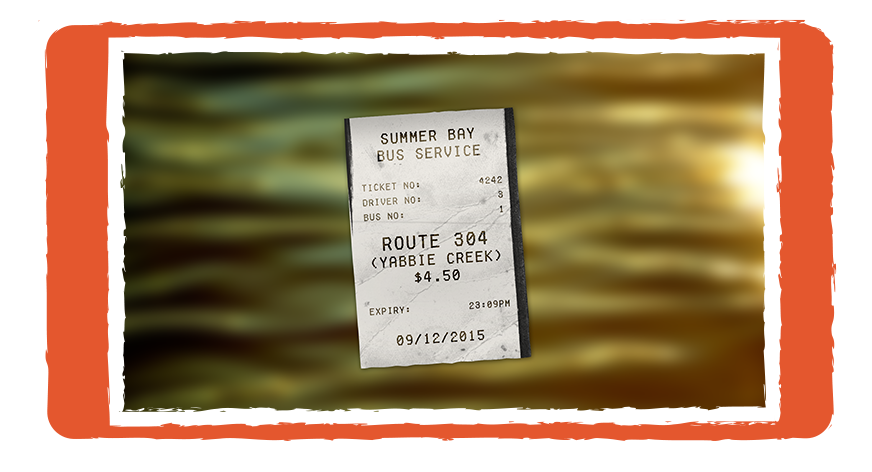 SUMMER BAY
BUS SERVICE
TICKET NO: 4242
DRIVER NO: 3
BUS NO: 1
ROUTE 304
(YABBIE CREEK)
$4.50
EXPIRY: 23:09PM
09/12/2015